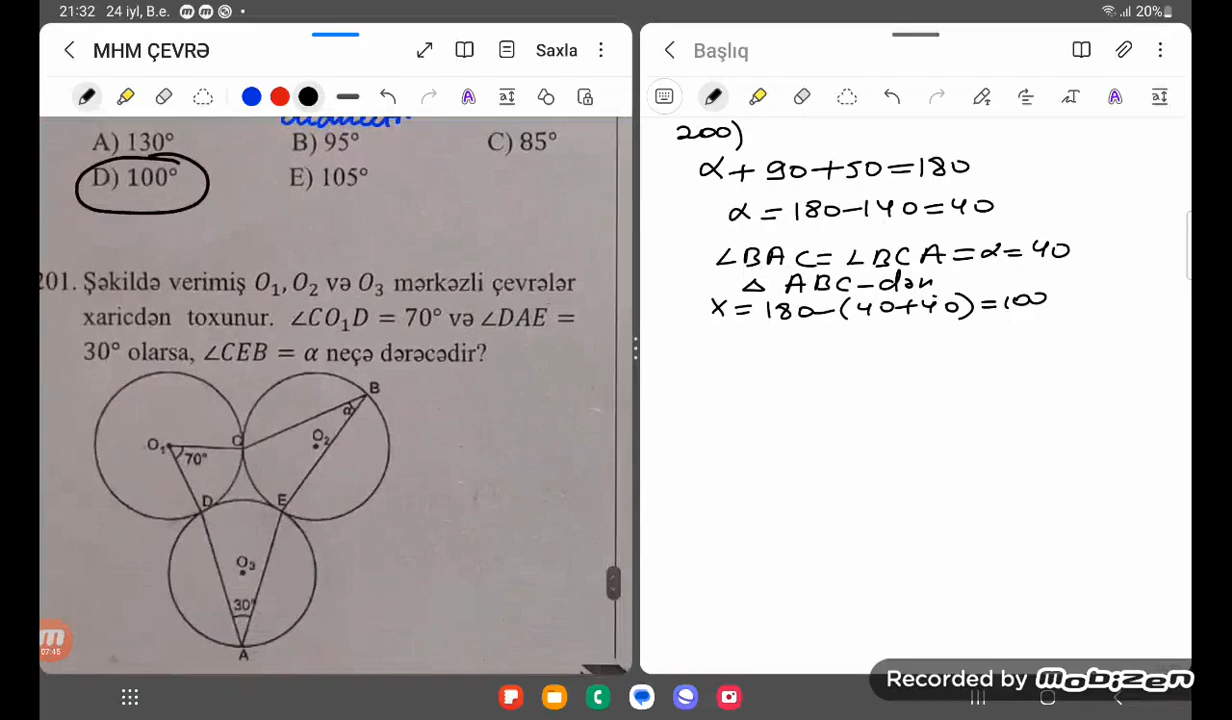 21:32 24 iyl, B.e. 20%
MHM ÇEVRƏ Saxla
Başlıq
A) 130° B) 95° C) 85°
D) 100° E) 105°
201. Şəkildə verimiş O₁, O₂ və O₃ mərkəzli çevrələr
xaricdən toxunur. ∠CO₁D = 70° və ∠DAE =
30° olarsa, ∠CEB = α neçə dərəcədir?
B
α
O₂
C
O₁
70°
D E
O₃
30°
A
07:45
200)
α + 90 + 50 = 180
α = 180 - 140 = 40
∠BAC = ∠BCA = α = 40
△ ABC-dən
X = 180 - (40 + 40) = 100
Recorded by mobizen